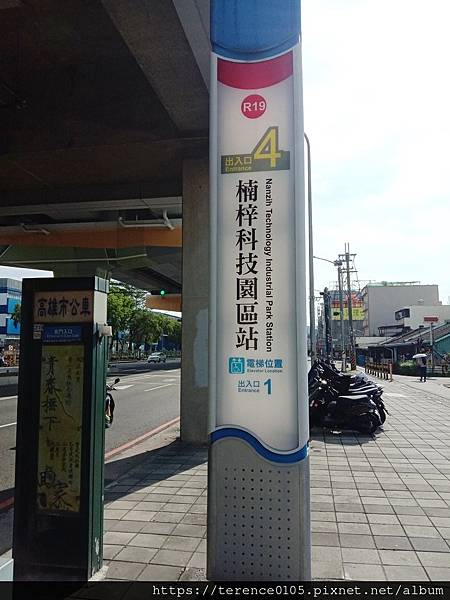 R19
出入口
Entrance
4
楠梓科技園區站
Nanzih Technology Industrial Park Station
電梯位置
Elevator Location
出入口
Entrance
1
高雄市公車
https://terence0105.pixnet.net/album